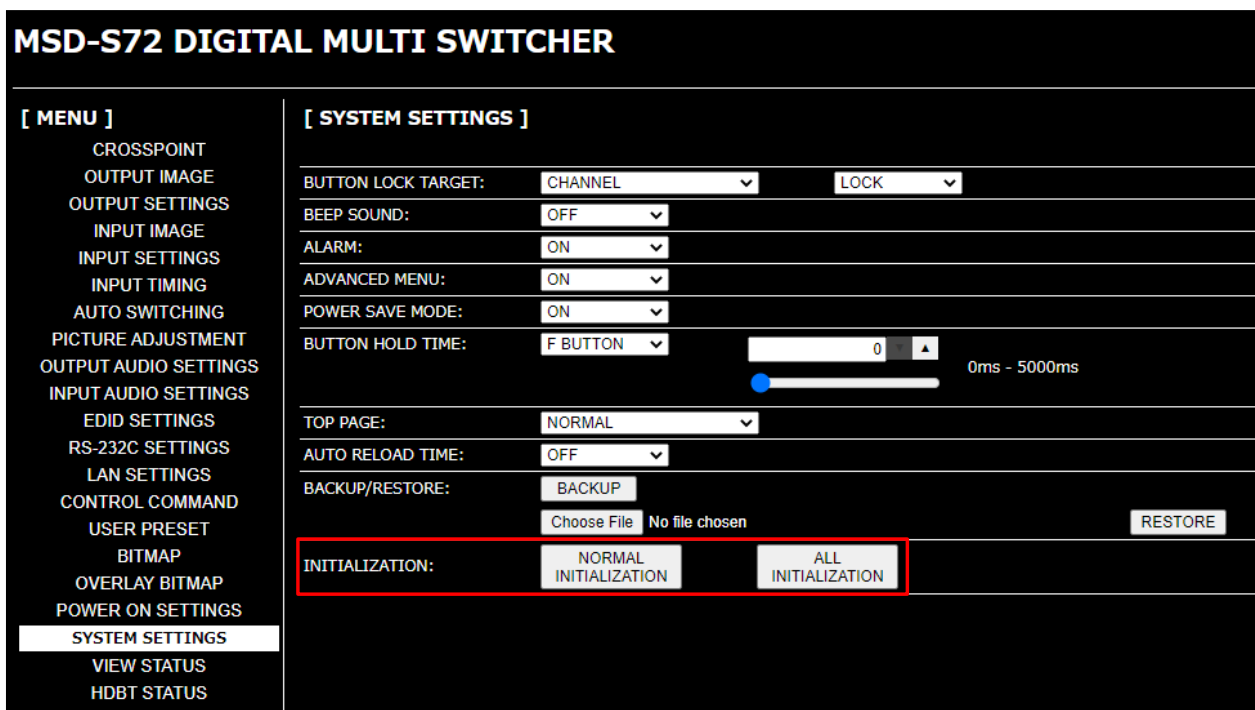 MSD-S72 DIGITAL MULTI SWITCHER
[ MENU ]
CROSSPOINT
OUTPUT IMAGE
OUTPUT SETTINGS
INPUT IMAGE
INPUT SETTINGS
INPUT TIMING
AUTO SWITCHING
PICTURE ADJUSTMENT
OUTPUT AUDIO SETTINGS
INPUT AUDIO SETTINGS
EDID SETTINGS
RS-232C SETTINGS
LAN SETTINGS
CONTROL COMMAND
USER PRESET
BITMAP
OVERLAY BITMAP
POWER ON SETTINGS
SYSTEM SETTINGS
VIEW STATUS
HDBT STATUS
[ SYSTEM SETTINGS ]
BUTTON LOCK TARGET: CHANNEL LOCK
BEEP SOUND: OFF
ALARM: ON
ADVANCED MENU: ON
POWER SAVE MODE: ON
BUTTON HOLD TIME: F BUTTON 0
0ms - 5000ms
TOP PAGE: NORMAL
AUTO RELOAD TIME: OFF
BACKUP/RESTORE: BACKUP
Choose File No file chosen RESTORE
INITIALIZATION:
NORMAL
INITIALIZATION
ALL
INITIALIZATION